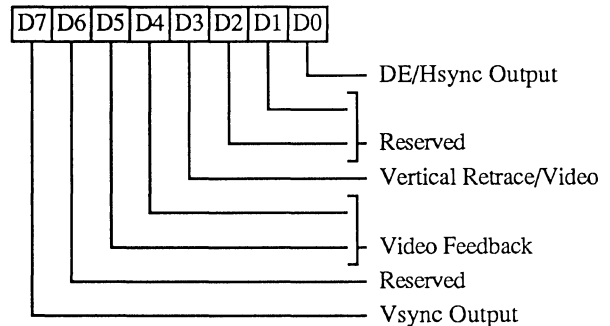 D7 D6 D5 D4 D3 D2 D1 D0
DE/Hsync Output
Reserved
Vertical Retrace/Video
Video Feedback
Reserved
Vsync Output